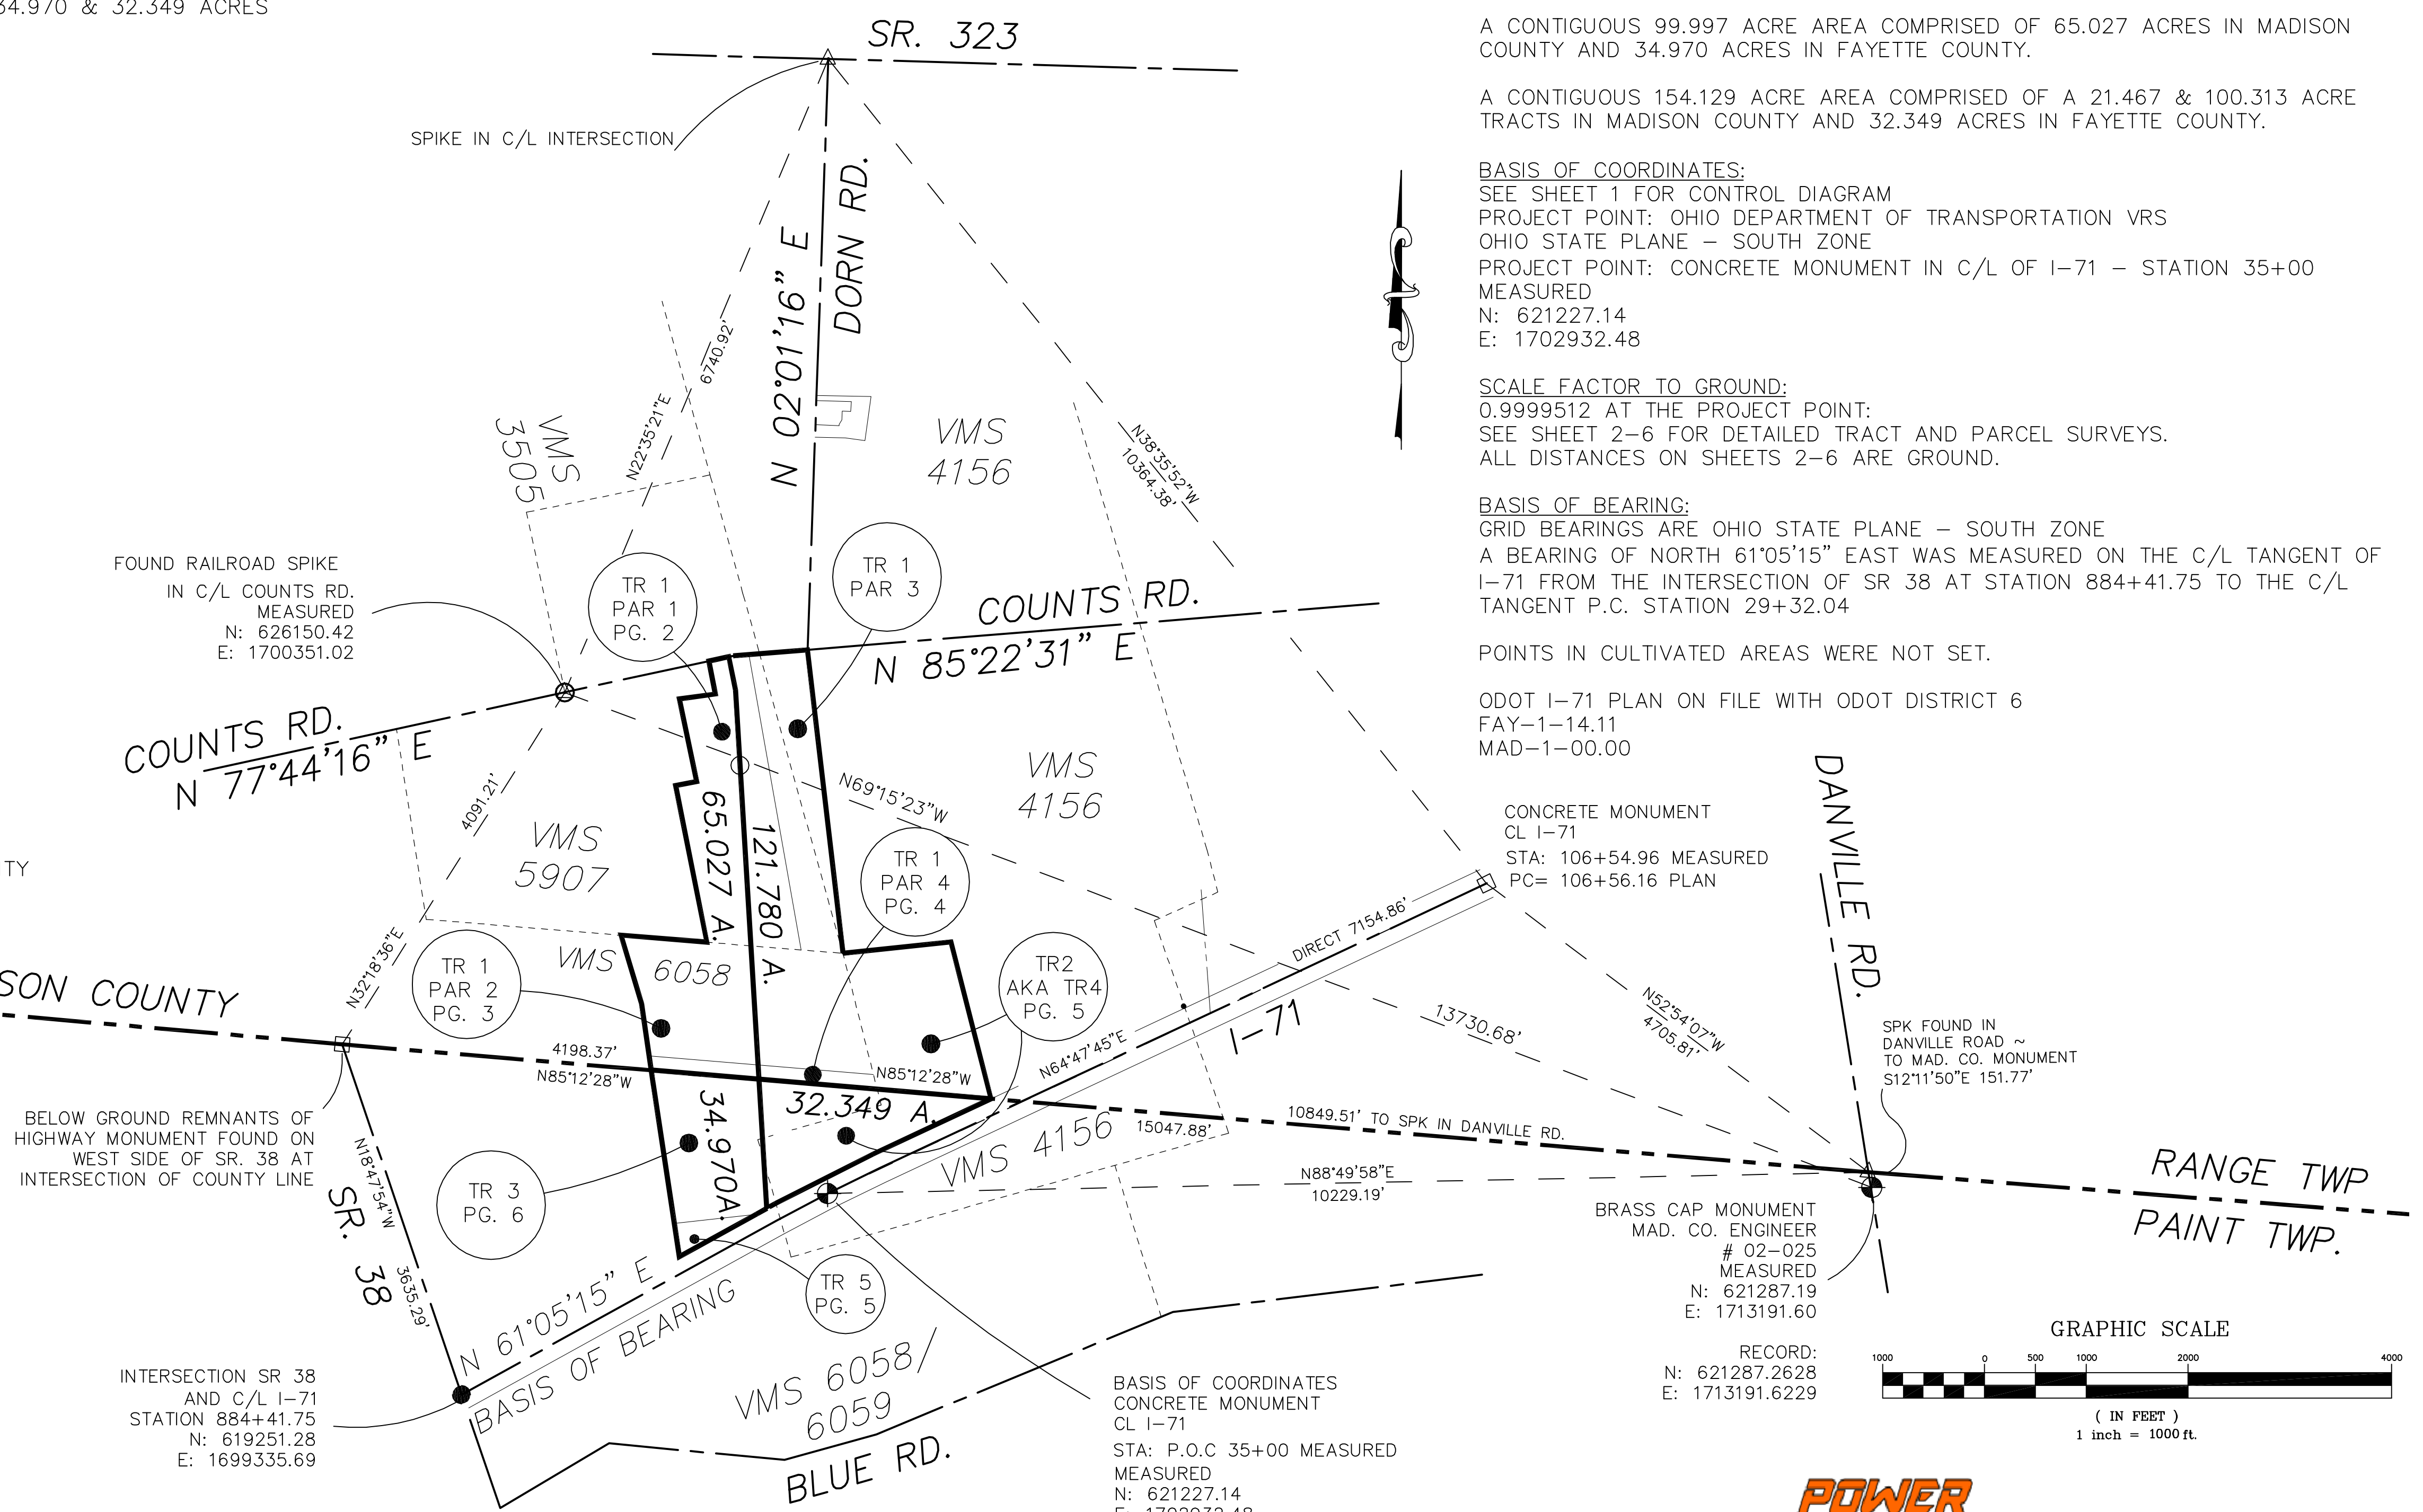 34.970 & 32.349 ACRES
SR. 323
SPIKE IN C/L INTERSECTION
DORN RD.
N 02°01'16" E
6740.92'
N22°35'21"E
VMS
3505
VMS
4156
N38°35'52"W
10364.38'
FOUND RAILROAD SPIKE
IN C/L COUNTS RD.
MEASURED
N: 626150.42
E: 1700351.02
TR 1
PAR 1
PG. 2
TR 1
PAR 3
COUNTS RD.
N 85°22'31" E
COUNTS RD.
N 77°44'16" E
4091.21'
N69°15'23"W
VMS
4156
VMS
5907
65.027 A.
121.780 A.
TR 1
PAR 4
PG. 4
TY
N32°18'36"E
VMS 6058
TR 1
PAR 2
PG. 3
TR2
AKA TR4
PG. 5
DIRECT 7154.86'
SON COUNTY
4198.37'
N85°12'28"W
N85°12'28"W
N64°47'45"E
I-71
13730.68'
N52°54'07"W
4705.81'
CONCRETE MONUMENT
CL I-71
STA: 106+54.96 MEASURED
PC= 106+56.16 PLAN
DANVILLE RD.
SPK FOUND IN
DANVILLE ROAD ~
TO MAD. CO. MONUMENT
S12°11'50"E 151.77'
BELOW GROUND REMNANTS OF
HIGHWAY MONUMENT FOUND ON
WEST SIDE OF SR. 38 AT
INTERSECTION OF COUNTY LINE
34.970A.
32.349 A.
VMS 4156
15047.88'
10849.51' TO SPK IN DANVILLE RD.
N88°49'58"E
10229.19'
RANGE TWP
PAINT TWP.
N18°47'54"W
3635.29'
SR. 38
TR 3
PG. 6
TR 5
PG. 5
N 61°05'15" E
BASIS OF BEARING
VMS 6058/
6059
BLUE RD.
INTERSECTION SR 38
AND C/L I-71
STATION 884+41.75
N: 619251.28
E: 1699335.69
BASIS OF COORDINATES
CONCRETE MONUMENT
CL I-71
STA: P.O.C 35+00 MEASURED
MEASURED
N: 621227.14
E: 1702932.48
BRASS CAP MONUMENT
MAD. CO. ENGINEER
# 02-025
MEASURED
N: 621287.19
E: 1713191.60
RECORD:
N: 621287.2628
E: 1713191.6229
GRAPHIC SCALE
1000 0 500 1000 2000 4000
( IN FEET )
1 inch = 1000 ft.
POWER
A CONTIGUOUS 99.997 ACRE AREA COMPRISED OF 65.027 ACRES IN MADISON
COUNTY AND 34.970 ACRES IN FAYETTE COUNTY.
A CONTIGUOUS 154.129 ACRE AREA COMPRISED OF A 21.467 & 100.313 ACRE
TRACTS IN MADISON COUNTY AND 32.349 ACRES IN FAYETTE COUNTY.
BASIS OF COORDINATES:
SEE SHEET 1 FOR CONTROL DIAGRAM
PROJECT POINT: OHIO DEPARTMENT OF TRANSPORTATION VRS
OHIO STATE PLANE - SOUTH ZONE
PROJECT POINT: CONCRETE MONUMENT IN C/L OF I-71 - STATION 35+00
MEASURED
N: 621227.14
E: 1702932.48
SCALE FACTOR TO GROUND:
0.9999512 AT THE PROJECT POINT:
SEE SHEET 2-6 FOR DETAILED TRACT AND PARCEL SURVEYS.
ALL DISTANCES ON SHEETS 2-6 ARE GROUND.
BASIS OF BEARING:
GRID BEARINGS ARE OHIO STATE PLANE - SOUTH ZONE
A BEARING OF NORTH 61°05'15" EAST WAS MEASURED ON THE C/L TANGENT OF
I-71 FROM THE INTERSECTION OF SR 38 AT STATION 884+41.75 TO THE C/L
TANGENT P.C. STATION 29+32.04
POINTS IN CULTIVATED AREAS WERE NOT SET.
ODOT I-71 PLAN ON FILE WITH ODOT DISTRICT 6
FAY-1-14.11
MAD-1-00.00